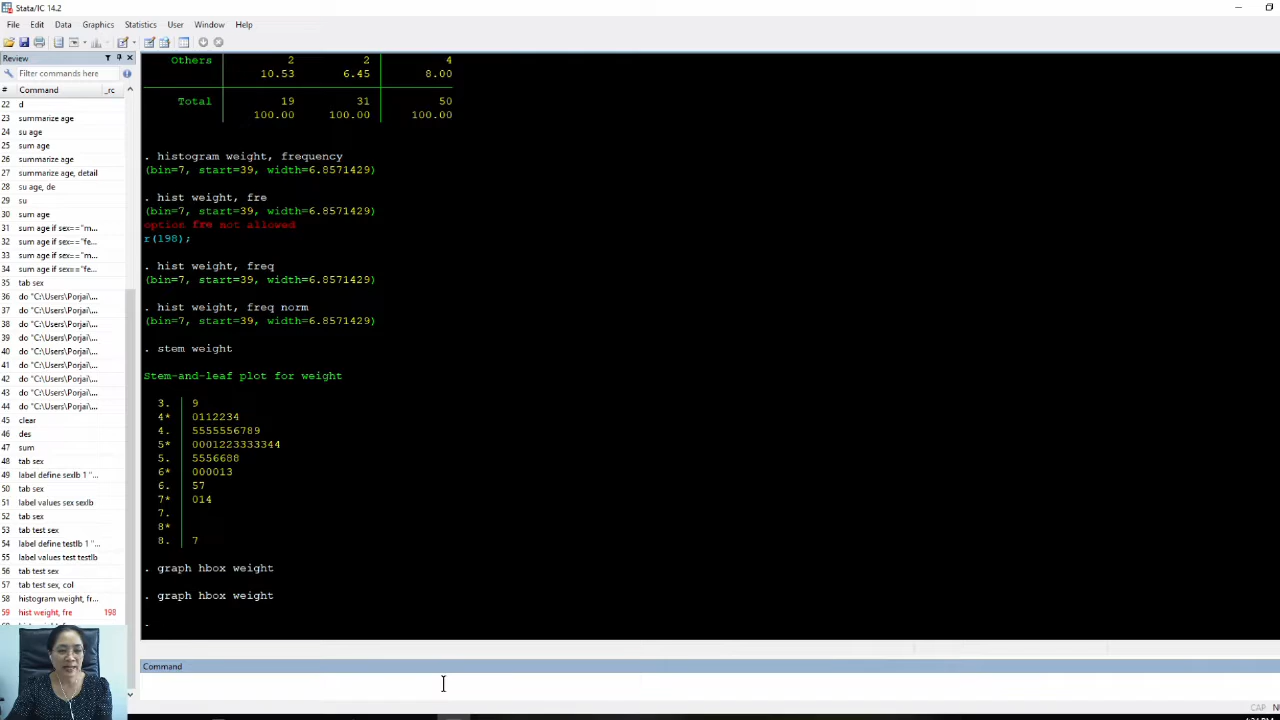 Stata/IC 14.2
File Edit Data Graphics Statistics User Window Help
Review
Filter commands here
# Command _rc
22 d
23 summarize age
24 su age
25 sum age
26 summarize age
27 summarize age, detail
28 su age, de
29 su
30 sum age
31 sum age if sex=="m...
32 sum age if sex=="fe...
33 sum age if sex=="m...
34 sum age if sex=="fe...
35 tab sex
36 do "C:\Users\Porjai\...
37 do "C:\Users\Porjai\...
38 do "C:\Users\Porjai\...
39 do "C:\Users\Porjai\...
40 do "C:\Users\Porjai\...
41 do "C:\Users\Porjai\...
42 do "C:\Users\Porjai\...
43 do "C:\Users\Porjai\...
44 do "C:\Users\Porjai\...
45 clear
46 des
47 sum
48 tab sex
49 label define sexlb 1 "...
50 tab sex
51 label values sex sexlb
52 tab sex
53 tab test sex
54 label define testlb 1 "...
55 label values test testlb
56 tab test sex
57 tab test sex, col
58 histogram weight, fr...
59 hist weight, fre 198
Others 2 2 4
10.53 6.45 8.00
Total 19 31 50
100.00 100.00 100.00
. histogram weight, frequency
(bin=7, start=39, width=6.8571429)
. hist weight, fre
(bin=7, start=39, width=6.8571429)
option fre not allowed
r(198);
. hist weight, freq
(bin=7, start=39, width=6.8571429)
. hist weight, freq norm
(bin=7, start=39, width=6.8571429)
. stem weight
Stem-and-leaf plot for weight
3. 9
4* 0112234
4. 5555556789
5* 0001223333344
5. 5556688
6* 000013
6. 57
7* 014
7.
8*
8. 7
. graph hbox weight
. graph hbox weight
.
Command
CAP